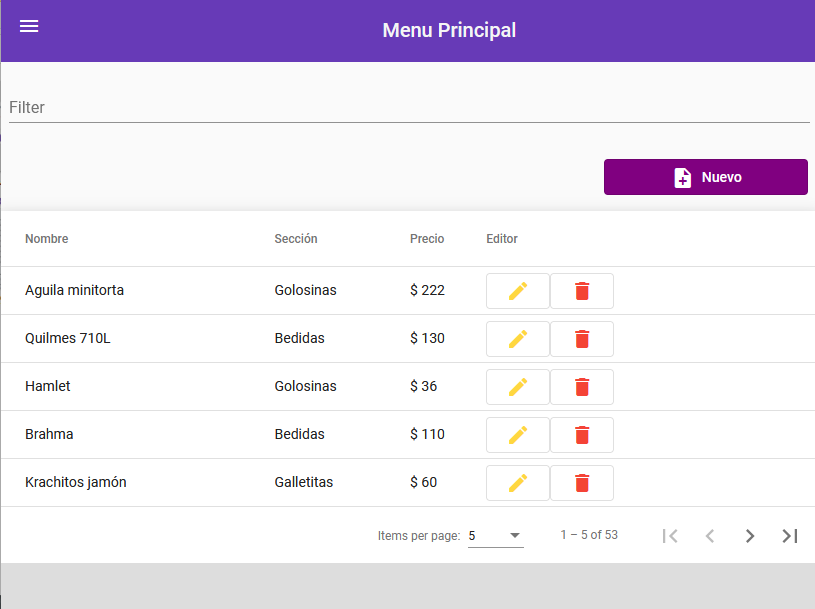 Menu Principal
Filter
Nuevo
Nombre Sección Precio Editor
Aguila minitorta Golosinas $ 222
Quilmes 710L Bedidas $ 130
Hamlet Golosinas $ 36
Brahma Bedidas $ 110
Krachitos jamón Galletitas $ 60
Items per page: 5 1 – 5 of 53